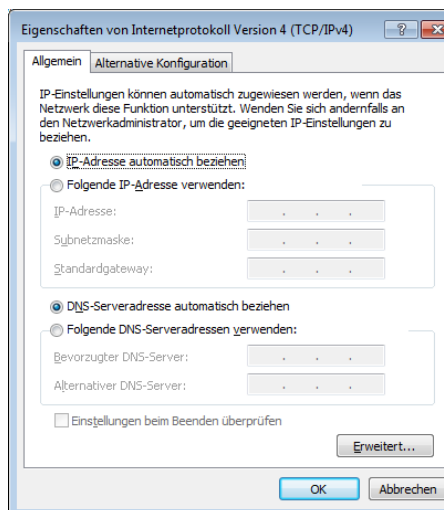 Eigenschaften von Internetprotokoll Version 4 (TCP/IPv4)
Allgemein
Alternative Konfiguration
IP-Einstellungen können automatisch zugewiesen werden, wenn das
Netzwerk diese Funktion unterstützt. Wenden Sie sich andernfalls an
den Netzwerkadministrator, um die geeigneten IP-Einstellungen zu
beziehen.
IP-Adresse automatisch beziehen
Folgende IP-Adresse verwenden:
IP-Adresse:
Subnetzmaske:
Standardgateway:
DNS-Serveradresse automatisch beziehen
Folgende DNS-Serveradressen verwenden:
Bevorzugter DNS-Server:
Alternativer DNS-Server:
Einstellungen beim Beenden überprüfen
Erweitert...
OK
Abbrechen